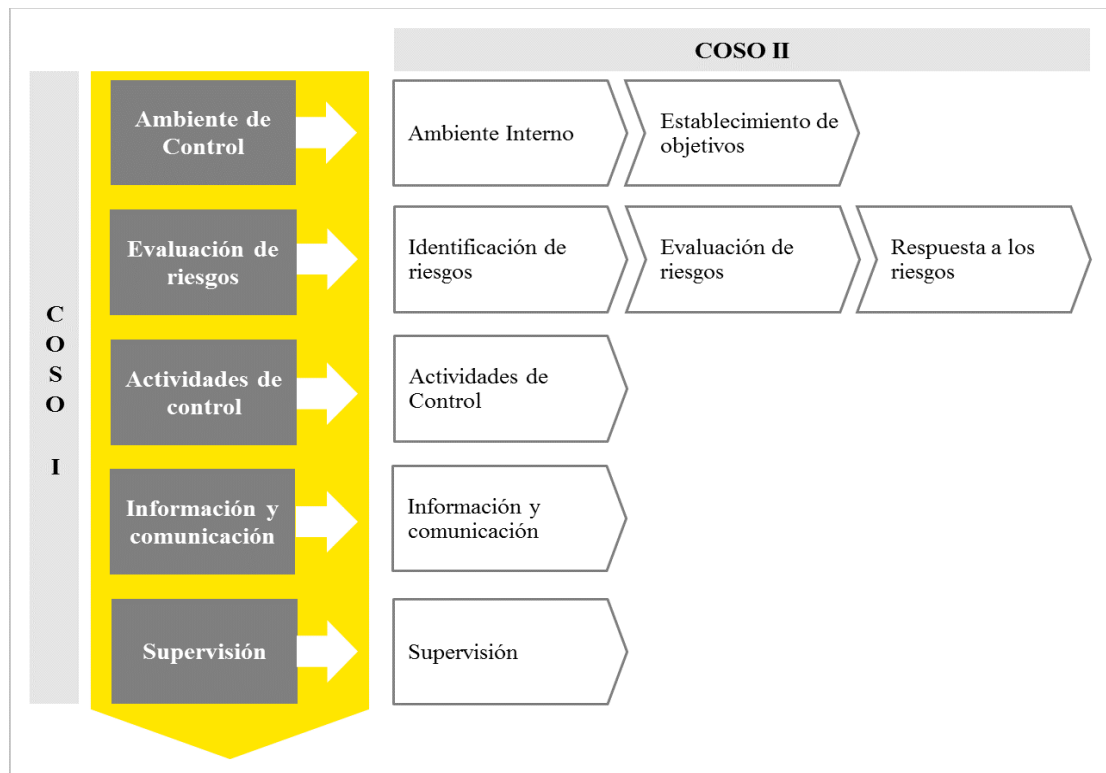 COSO II
COSO I
Ambiente de
Control
Ambiente Interno
Establecimiento de
objetivos
Evaluación de
riesgos
Identificación de
riesgos
Evaluación de
riesgos
Respuesta a los
riesgos
Actividades de
control
Actividades de
Control
Información y
comunicación
Información y
comunicación
Supervisión
Supervisión